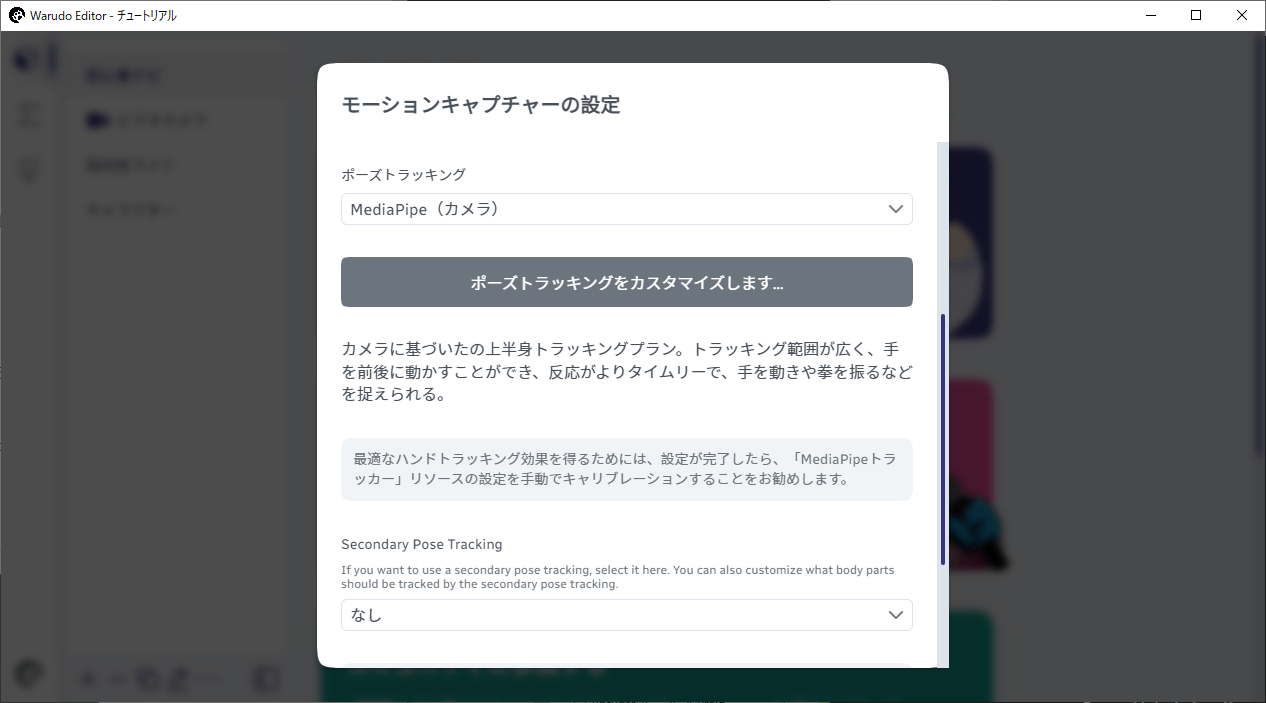 Warudo Editor - チュートリアル
モーションキャプチャーの設定
ポーズトラッキング
MediaPipe（カメラ）
ポーズトラッキングをカスタマイズします...
カメラに基づいたの上半身トラッキングプラン。トラッキング範囲が広く、手
を前後に動かすことができ、反応がよりタイムリーで、手を動きや拳を振るなど
を捉えられる。
最適なハンドトラッキング効果を得るためには、設定が完了したら、「MediaPipeトラ
ッカー」リソースの設定を手動でキャリブレーションすることをお勧めします。
Secondary Pose Tracking
If you want to use a secondary pose tracking, select it here. You can also customize what body parts
should be tracked by the secondary pose tracking.
なし